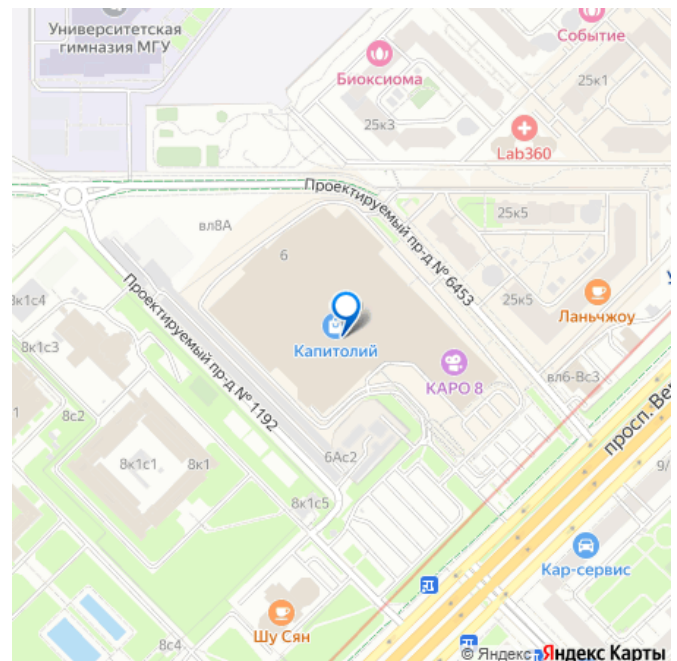 Университетская
гимназия МГУ
Событие
Биоксиома
25к1
25к3
Lab360
Проектируемый пр-д № 6453
25к5
вл8А
6
Проектируемый пр-д № 1192
8к1с4
25к5
Ланьчжоу
8к1с3
Капитолий
КАРО 8
вл6-Вс3
1
8с2
просп. Вер
8к1с1
8к1
6Ас2
9/
8к1с5
Кар-сервис
Шу Сян
8с4
© Яндекс
Яндекс Карты